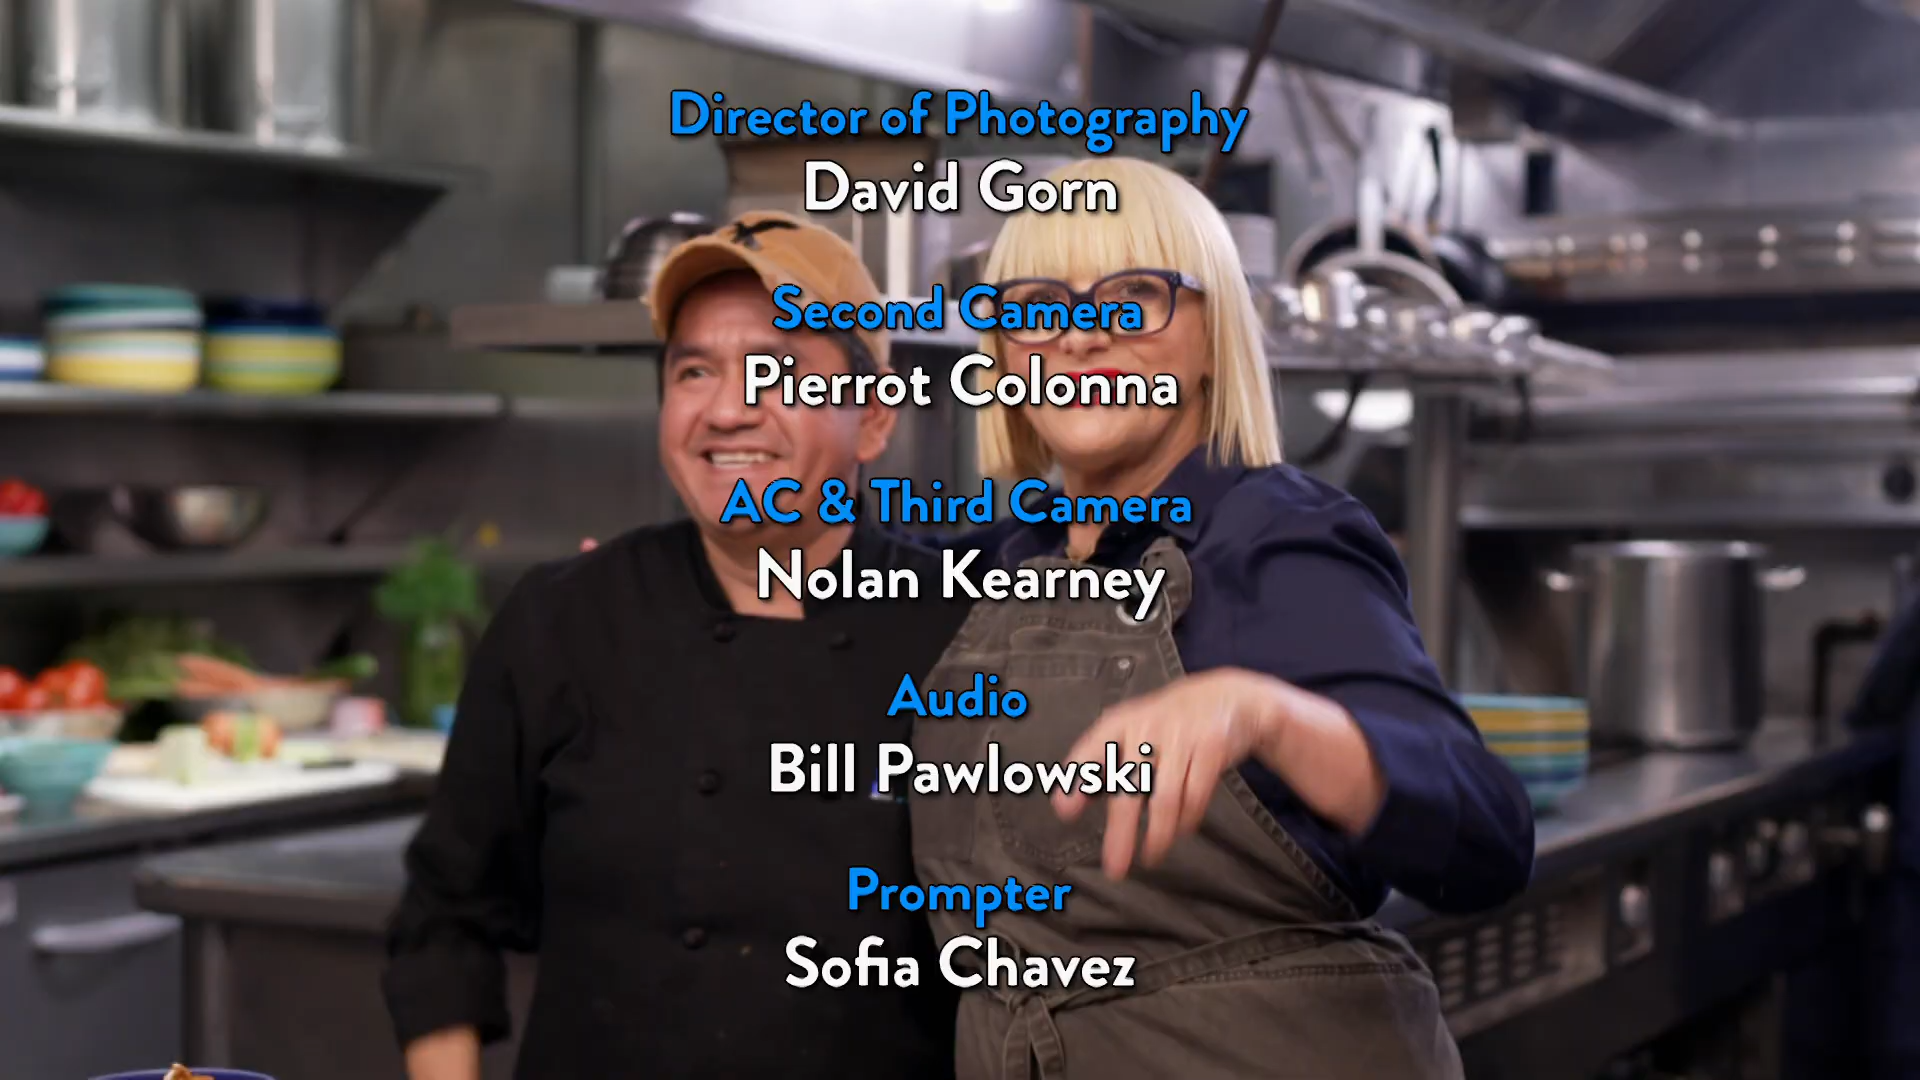 Director of Photography
David Gorn
Second Camera
Pierrot Colonna
AC & Third Camera
Nolan Kearney
Audio
Bill Pawlowski
Prompter
Sofia Chavez